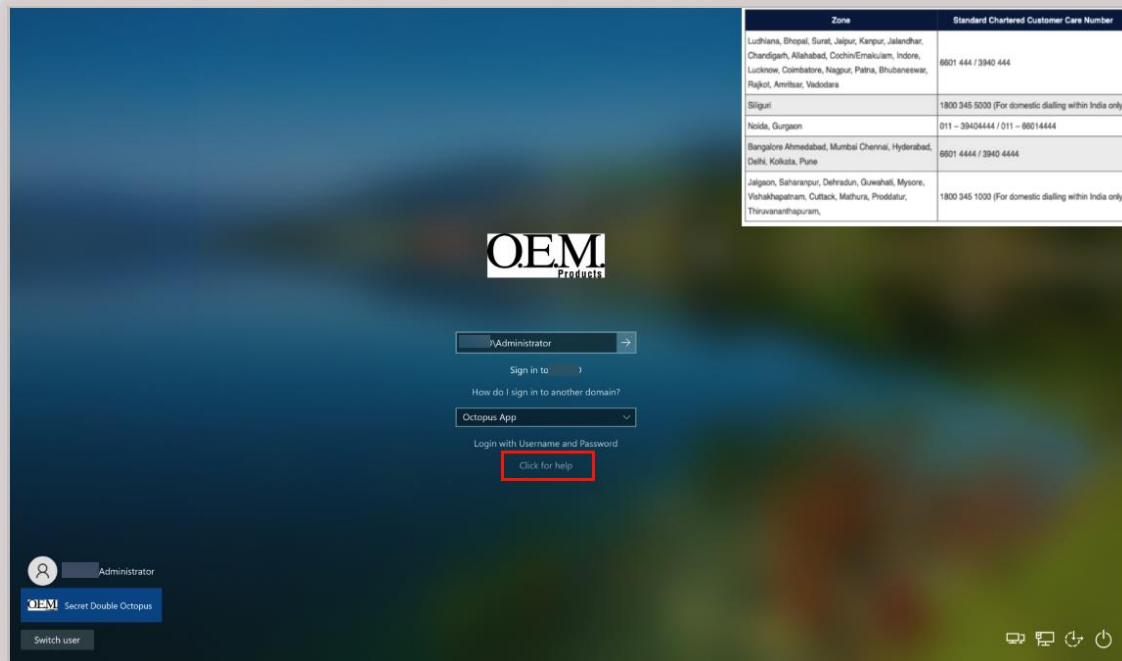 Zone Standard Chartered Customer Care Number
Ludhiana, Bhopal, Surat, Jaipur, Kanpur, Jalandhar,
Chandigarh, Allahabad, Cochin/Ernakulam, Indore,
Lucknow, Coimbatore, Nagpur, Patna, Bhubaneswar,
Rajkot, Amritsar, Vadodara
6601 444 / 3940 444
Siliguri 1800 345 5000 (For domestic dialling within India only
Noida, Gurgaon 011 – 39404444 / 011 – 66014444
Bangalore Ahmedabad, Mumbai Chennai, Hyderabad,
Delhi, Kolkata, Pune
6601 4444 / 3940 4444
Jalgaon, Saharanpur, Dehradun, Guwahati, Mysore,
Vishakhapatnam, Cuttack, Mathura, Proddatur,
Thiruvananthapuram,
1800 345 1000 (For domestic dialling within India only
O.E.M.
Products
\Administrator
Sign in to
How do I sign in to another domain?
Octopus App
Login with Username and Password
Click for help
Administrator
O.E.M. Secret Double Octopus
Switch user